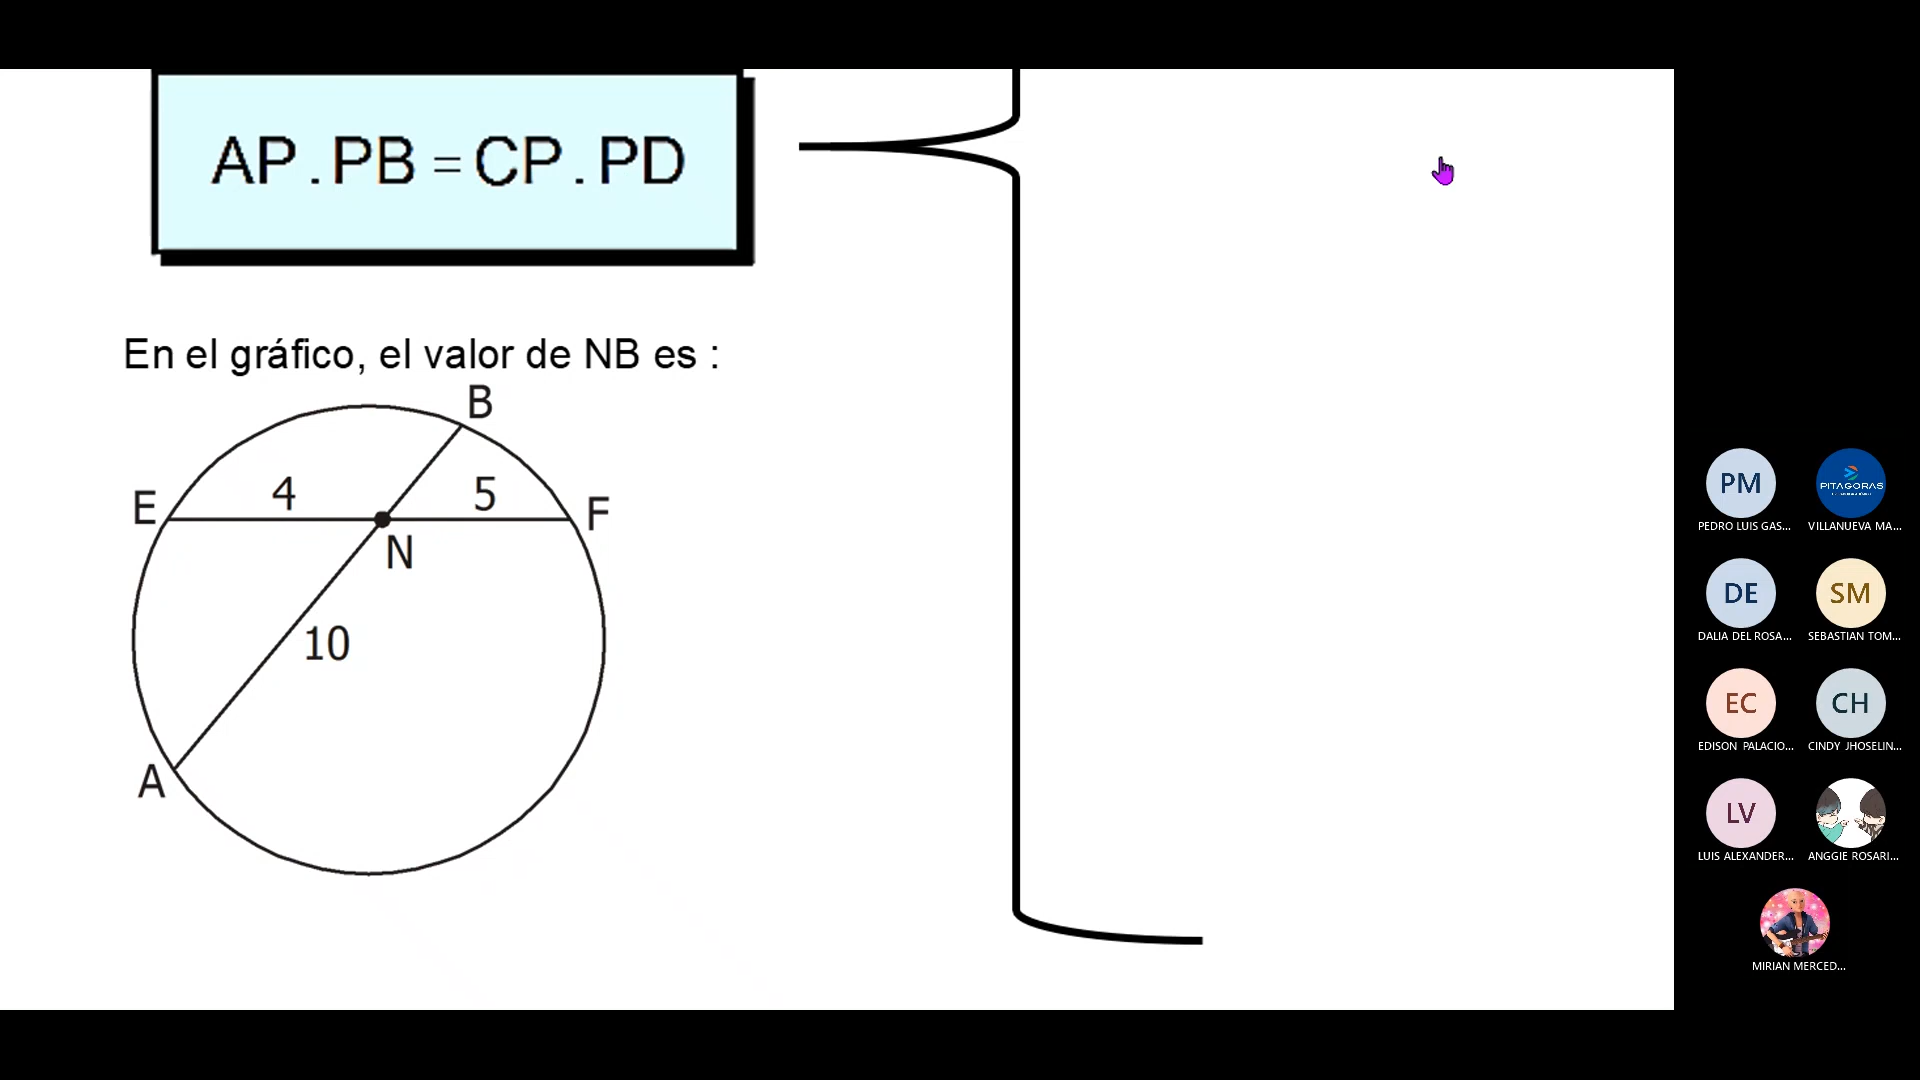 AP . PB = CP . PD
En el gráfico, el valor de NB es :
B
E
4
5
F
N
10
A
PM
PITAGORAS
PEDRO LUIS GAS...
VILLANUEVA MA...
DE
SM
DALIA DEL ROSA...
SEBASTIAN TOM...
EC
CH
EDISON PALACIO...
CINDY JHOSELIN...
LV
LUIS ALEXANDER...
ANGGIE ROSARI...
MIRIAN MERCED...